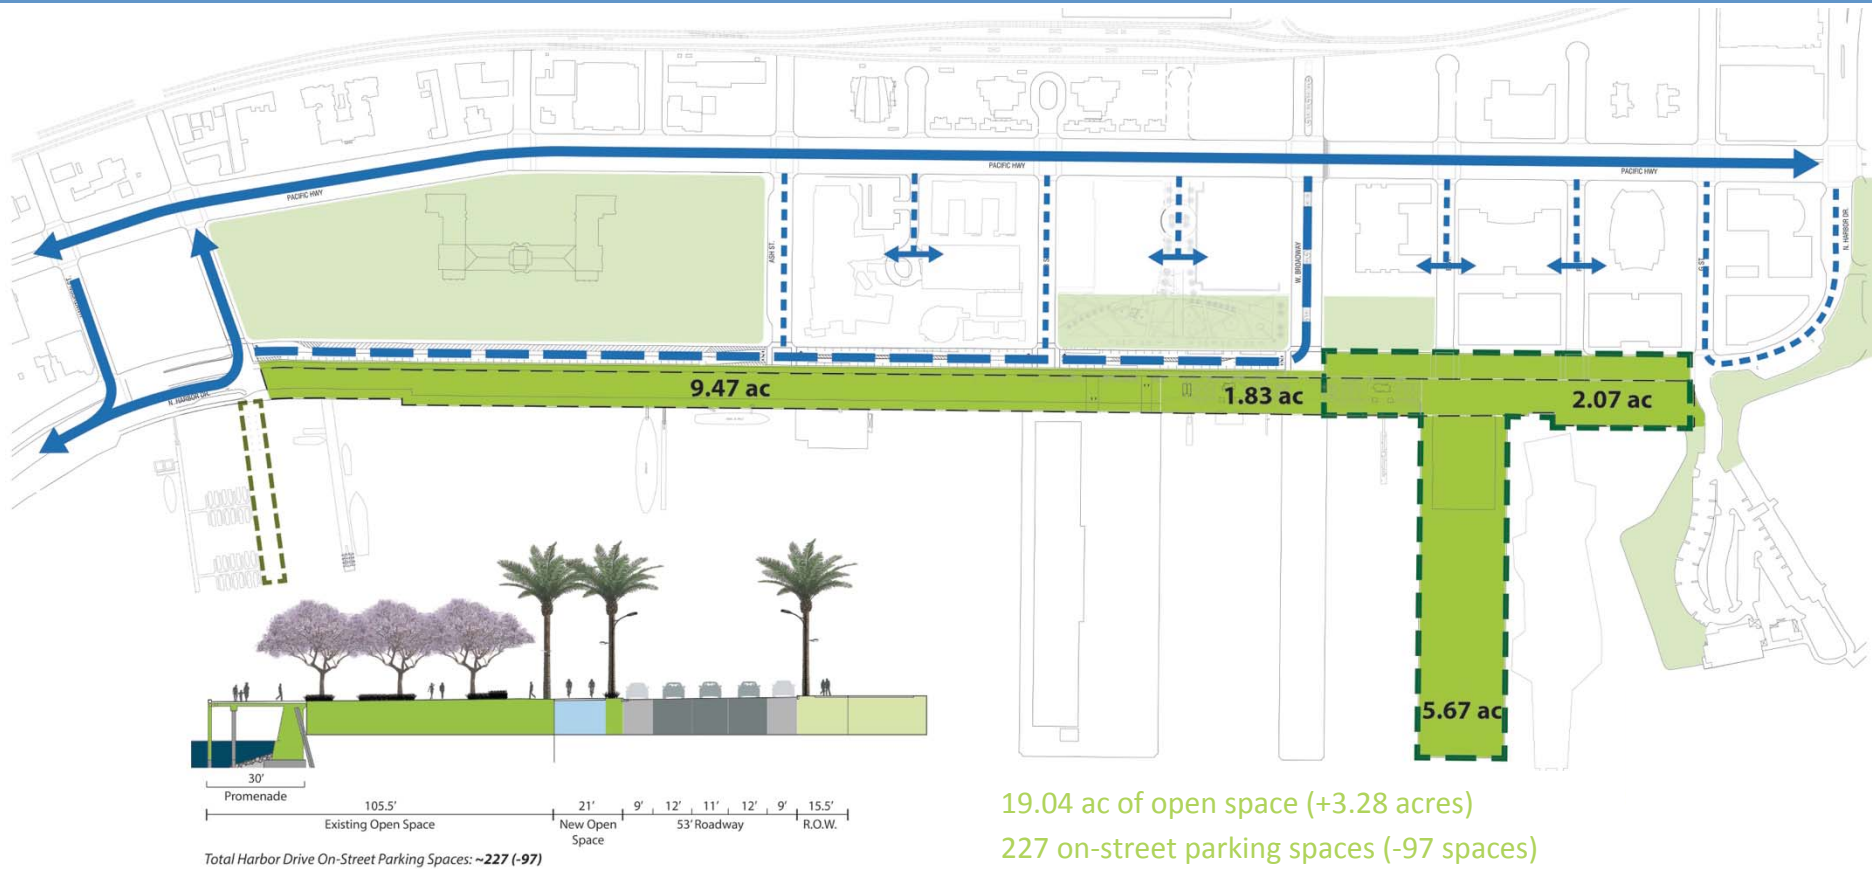 PACIFIC HWY
PACIFIC HWY
PACIFIC HWY
ASH ST.
W. BROADWAY
G ST.
N. HARBOR DR.
N. HARBOR DR.
9.47 ac
1.83 ac
2.07 ac
5.67 ac
30'
Promenade
105.5'
21'
9'
12'
11'
12'
9'
15.5'
Existing Open Space
New Open
Space
53' Roadway
R.O.W.
Total Harbor Drive On-Street Parking Spaces: ~227 (-97)
19.04 ac of open space (+3.28 acres)
227 on-street parking spaces (-97 spaces)